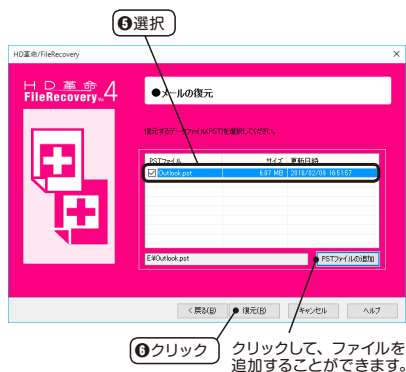 ❺選択
HD革命/FileRecovery
×
HD革命
FileRecovery Ver.4
●メールの復元
復元するデータファイル(PST)を選択してください。
PSTファイル サイズ 更新日時
Outlook.pst 6.87 MB 2016/02/09 16:51:57
E:¥Outlook.pst PSTファイルの追加
< 戻る(B) 復元(R) キャンセル ヘルプ
❻クリック
クリックして、ファイルを
追加することができます。